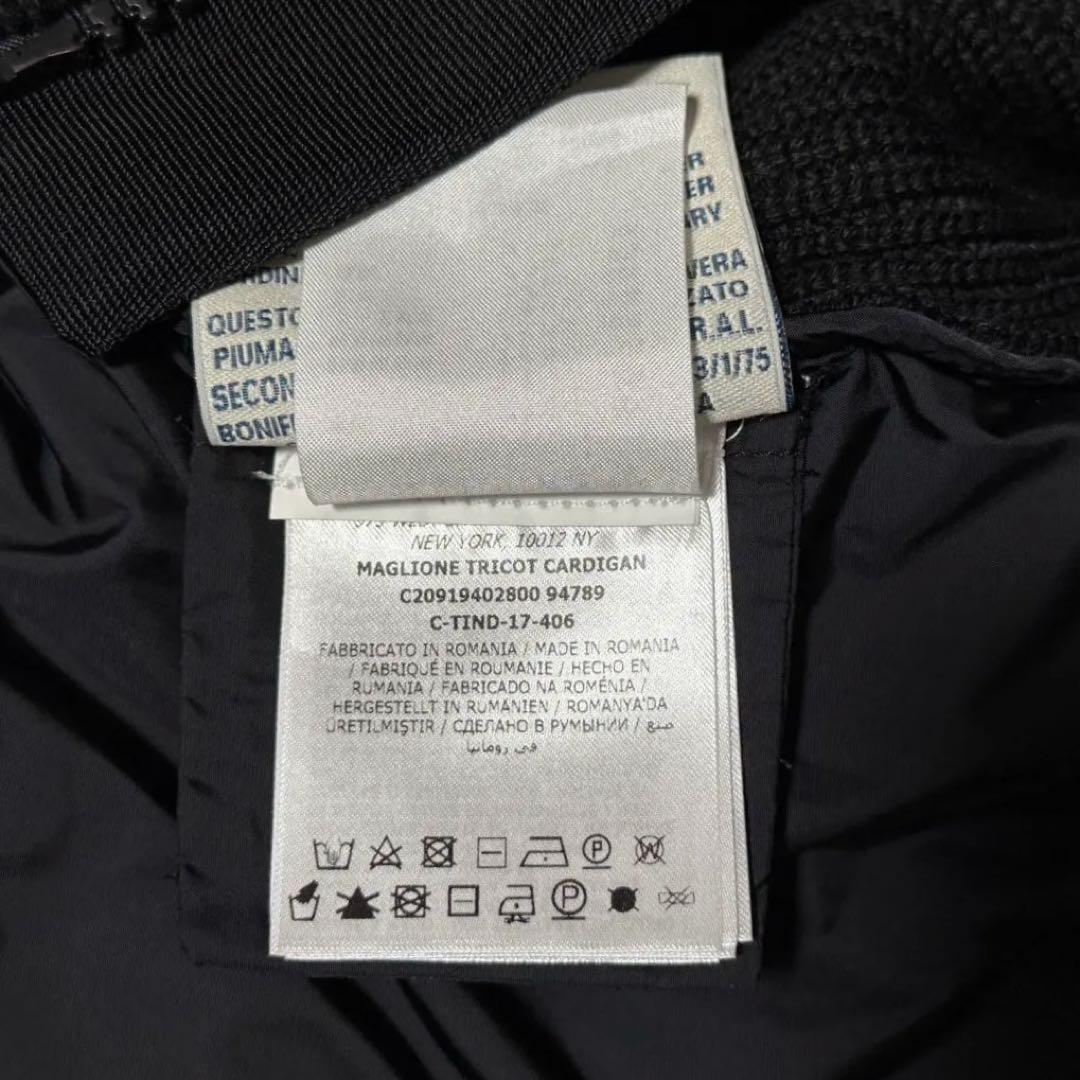 QUESTO
PIUMA
SECON
BONIF
VERA
ZATO
R.A.L.
3/1/75
NEW YORK, 10012 NY
MAGLIONE TRICOT CARDIGAN
C20919402800 94789
C-TIND-17-406
FABBRICATO IN ROMANIA / MADE IN ROMANIA
/ FABRIQUÉ EN ROUMANIE / HECHO EN
RUMANIA / FABRICADO NA ROMÉNIA /
HERGESTELLT IN RUMÄNIEN / ROMANYA'DA
ÜRETILMIŞTIR / СДЕЛАНО В РУМЫНИИ / صنع
في رومانيا
P W
P